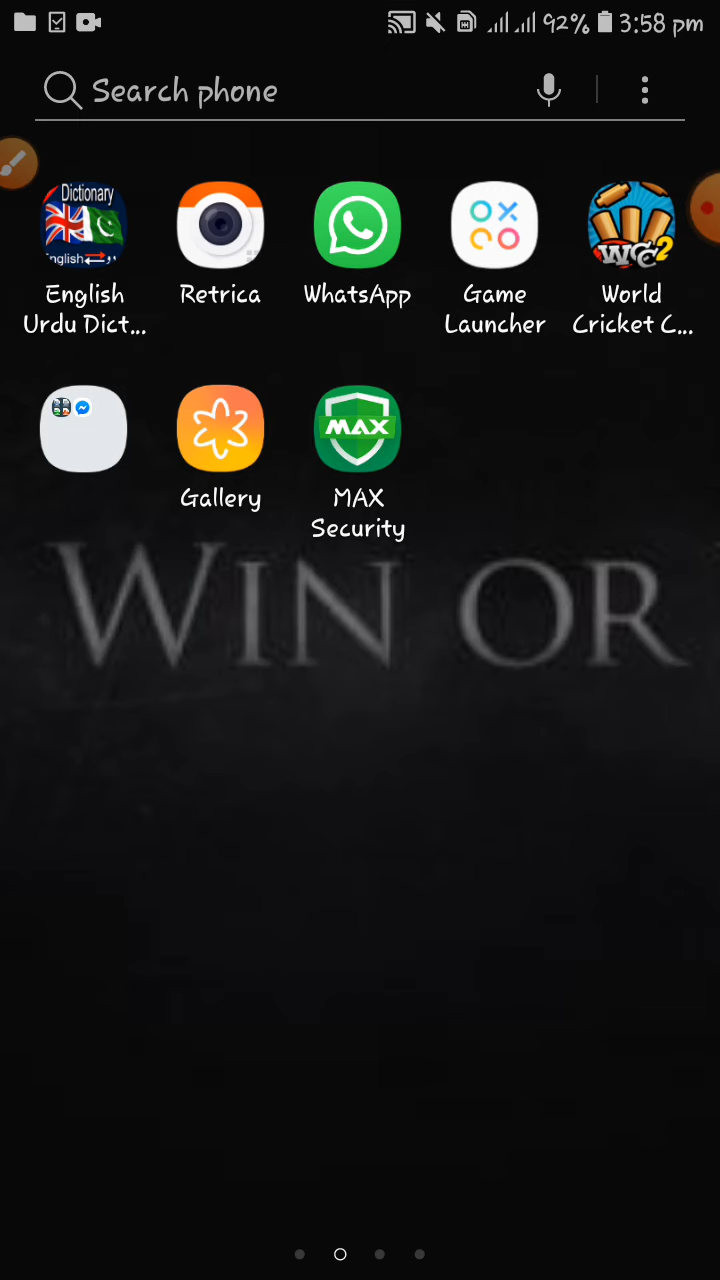 92% 3:58 pm
Search phone
Dictionary
English
English
Urdu Dict...
Retrica
WhatsApp
Game
Launcher
WCC2
World
Cricket C...
Gallery
MAX
MAX
Security
WIN OR